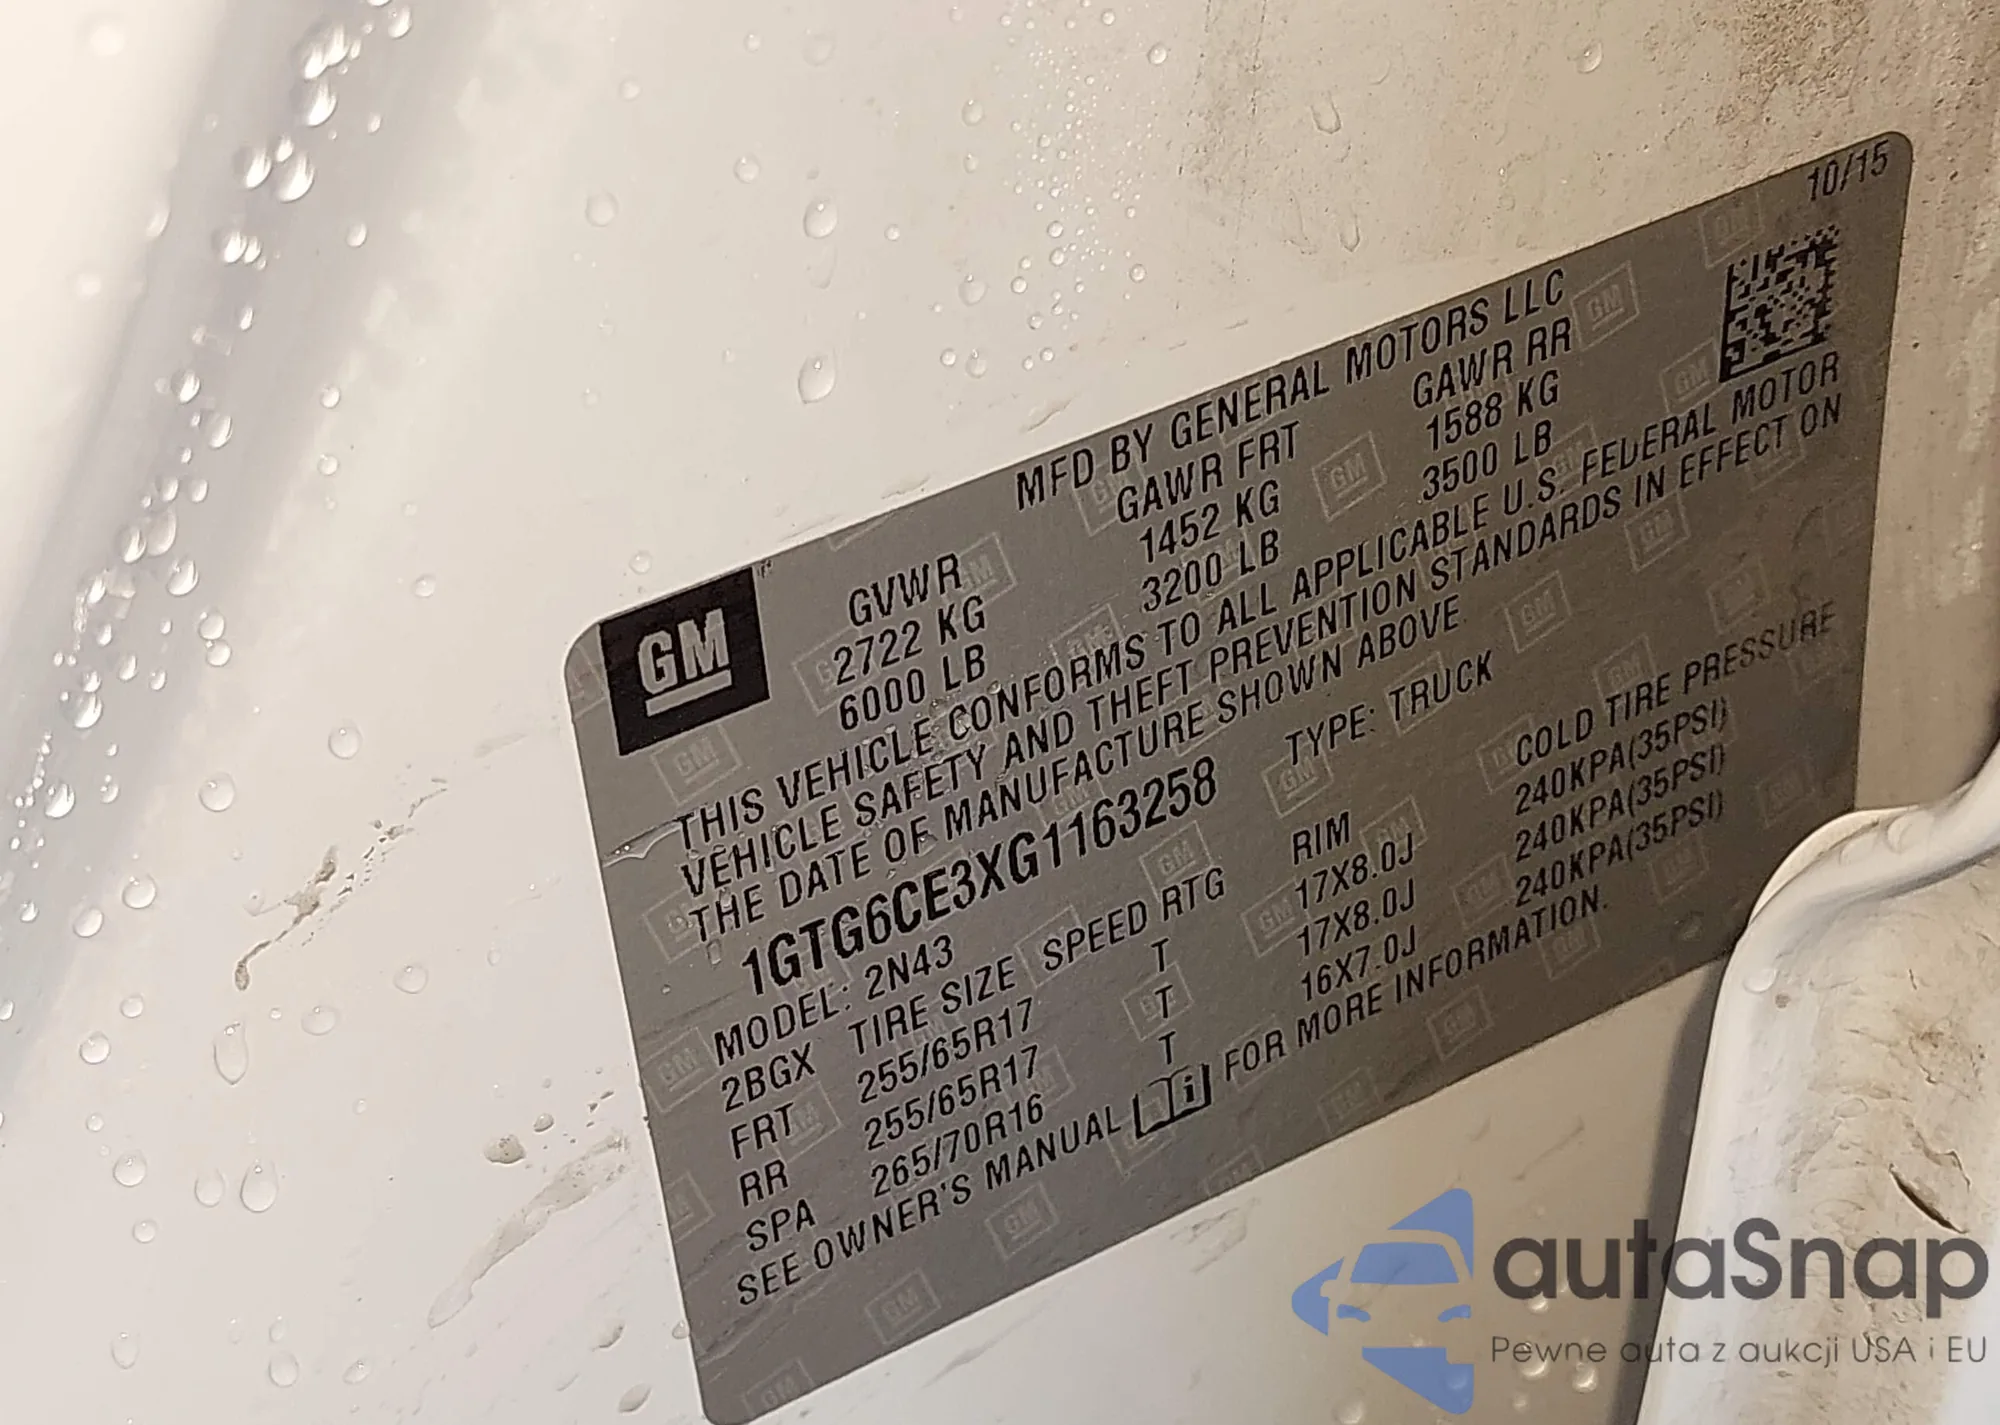 10/15
MFD BY GENERAL MOTORS LLC
GM
GVWR GAWR FRT GAWR RR
2722 KG 1452 KG 1588 KG
6000 LB 3200 LB 3500 LB
THIS VEHICLE CONFORMS TO ALL APPLICABLE U.S. FEDERAL MOTOR
VEHICLE SAFETY AND THEFT PREVENTION STANDARDS IN EFFECT ON
THE DATE OF MANUFACTURE SHOWN ABOVE.
1GTG6CE3XG1163258 TYPE: TRUCK
MODEL: 2N43
2BGX TIRE SIZE SPEED RTG RIM COLD TIRE PRESSURE
FRT 255/65R17 T 17X8.0J 240KPA(35PSI)
RR 255/65R17 T 17X8.0J 240KPA(35PSI)
SPA 265/70R16 T 16X7.0J 240KPA(35PSI)
SEE OWNER'S MANUAL FOR MORE INFORMATION.
autaSnap
Pewne auta z aukcji USA i EU